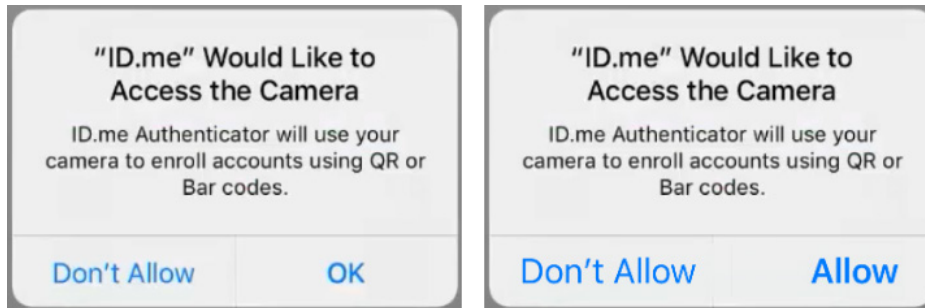 "ID.me" Would Like to
Access the Camera
ID.me Authenticator will use your
camera to enroll accounts using QR or
Bar codes.
Don't Allow
OK
"ID.me" Would Like to
Access the Camera
ID.me Authenticator will use your
camera to enroll accounts using QR or
Bar codes.
Don't Allow
Allow